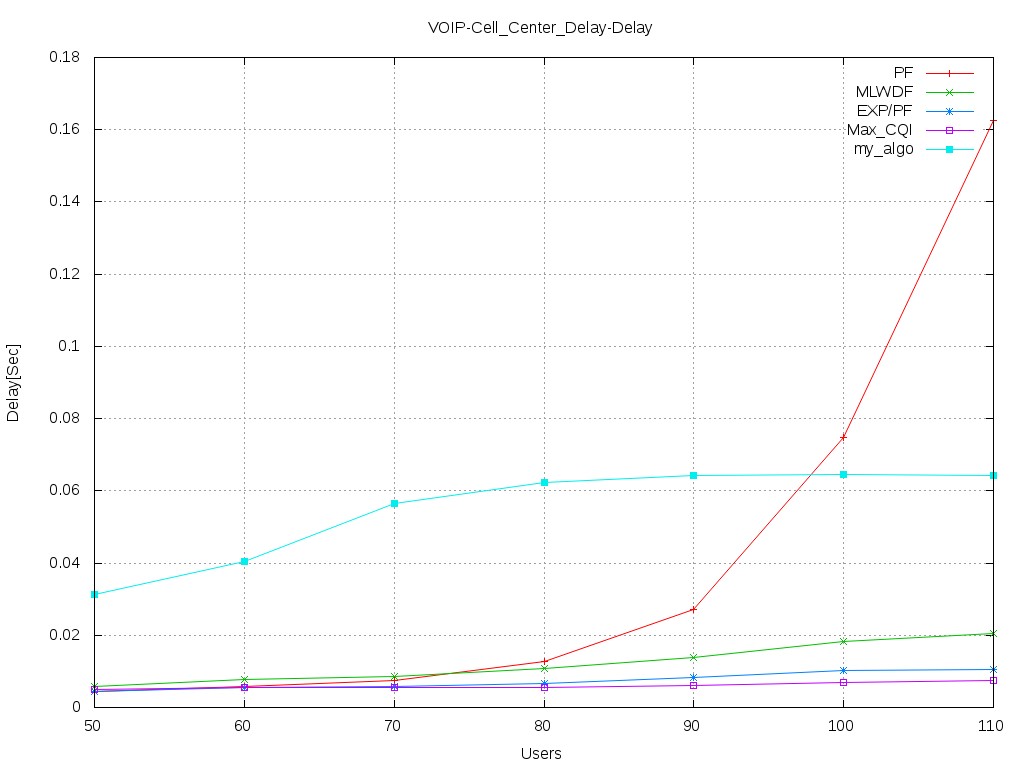 VOIP-Cell_Center_Delay-Delay
0.18
0.16
0.14
0.12
0.1
0.08
0.06
0.04
0.02
0
Delay[Sec]
PF
MLWDF
EXP/PF
Max_CQI
my_algo
50 60 70 80 90 100 110
Users